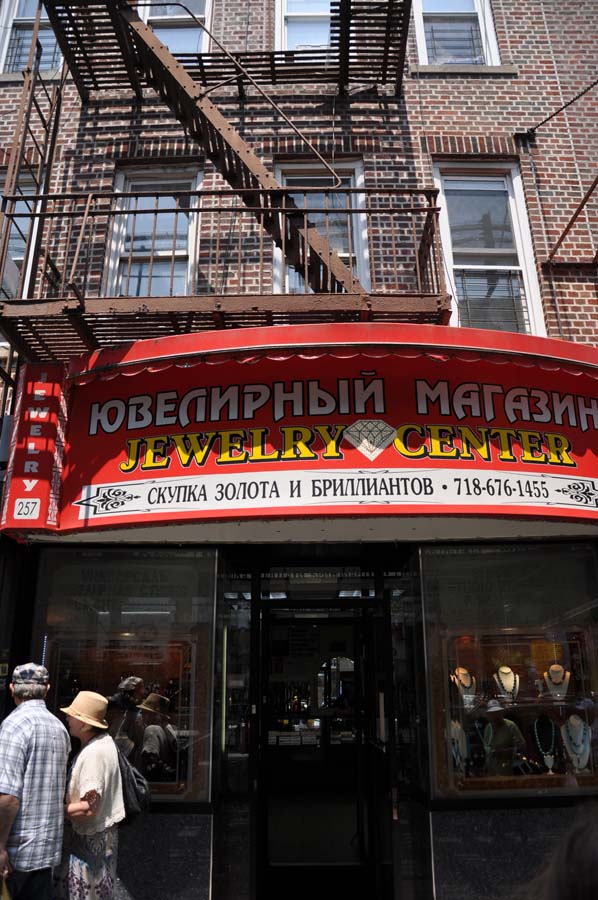 ЮВЕЛИРНЫЙ МАГАЗИН
JEWELRY CENTER
СКУПКА ЗОЛОТА И БРИЛЛИАНТОВ • 718-676-1455
JEWELRY
257